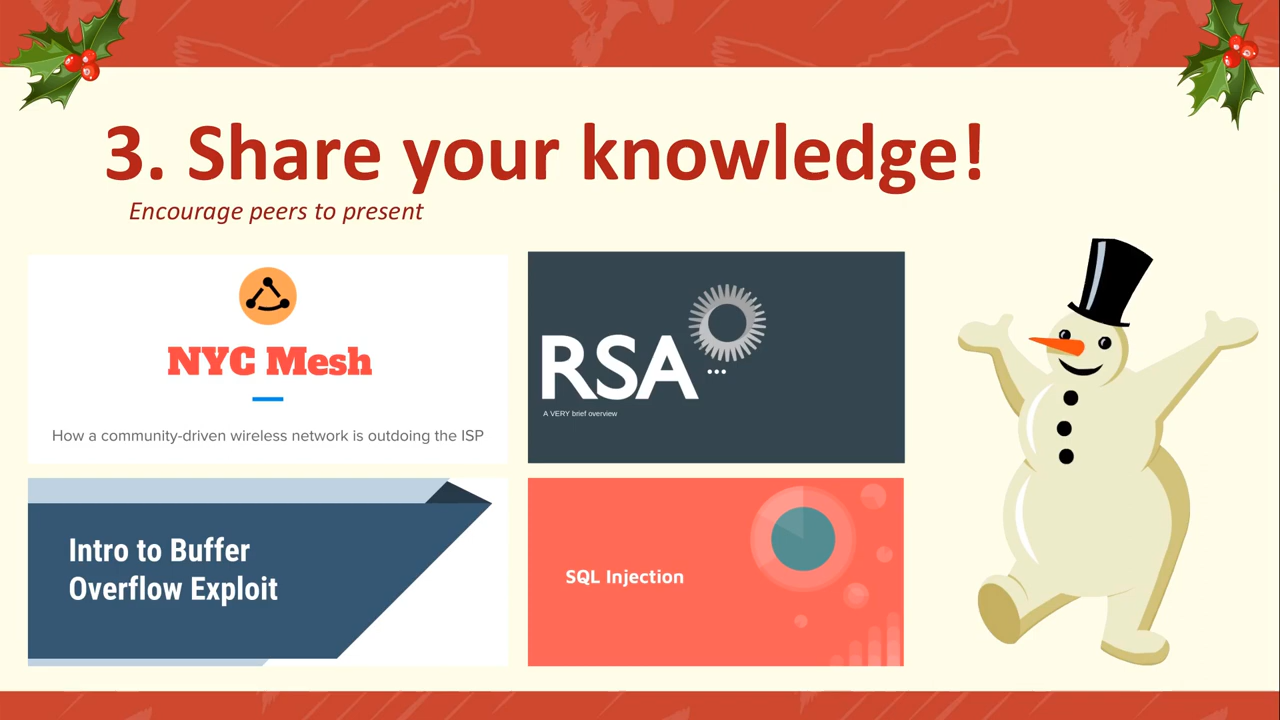 3. Share your knowledge!
Encourage peers to present
NYC Mesh
How a community-driven wireless network is outdoing the ISP
RSA
...
A VERY brief overview
Intro to Buffer
Overflow Exploit
SQL Injection